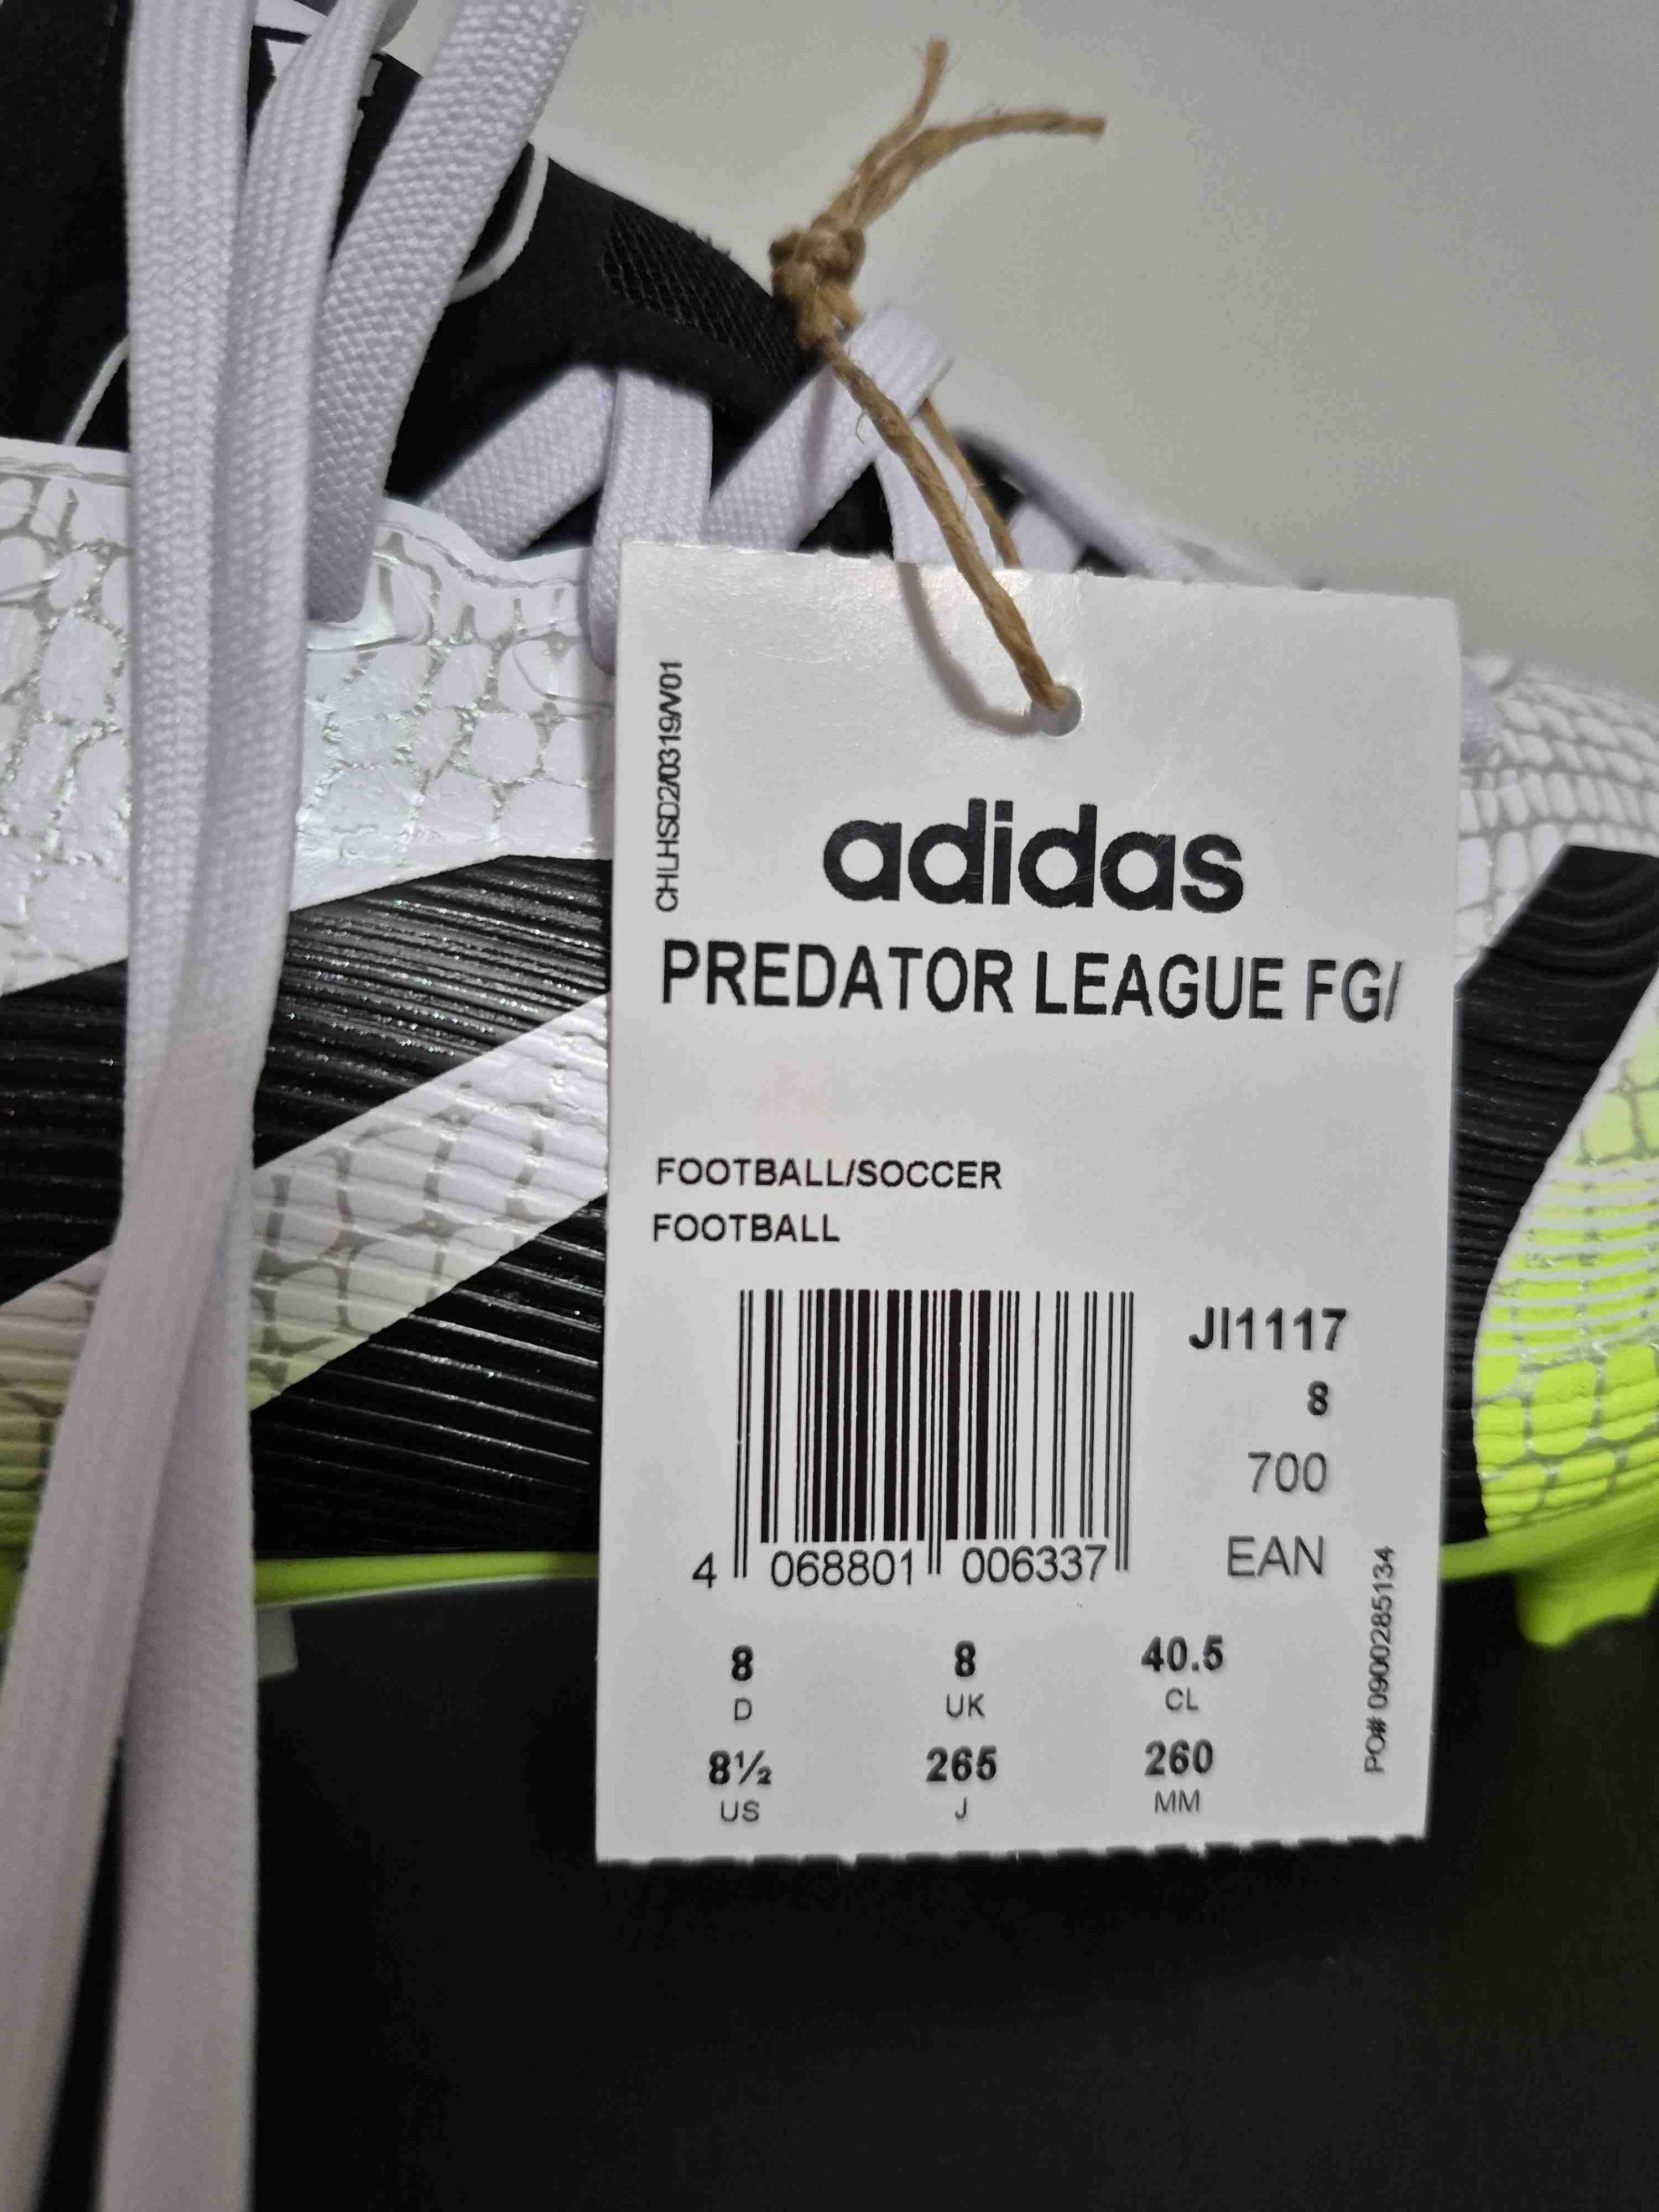 CHLHSD2/0319/V01
adidas
PREDATOR LEAGUE FG/
FOOTBALL/SOCCER
FOOTBALL
JI1117
8
700
EAN
4 068801 006337
8 8 40.5
D UK CL
8½ 265 260
US J MM
PO# 0900285134